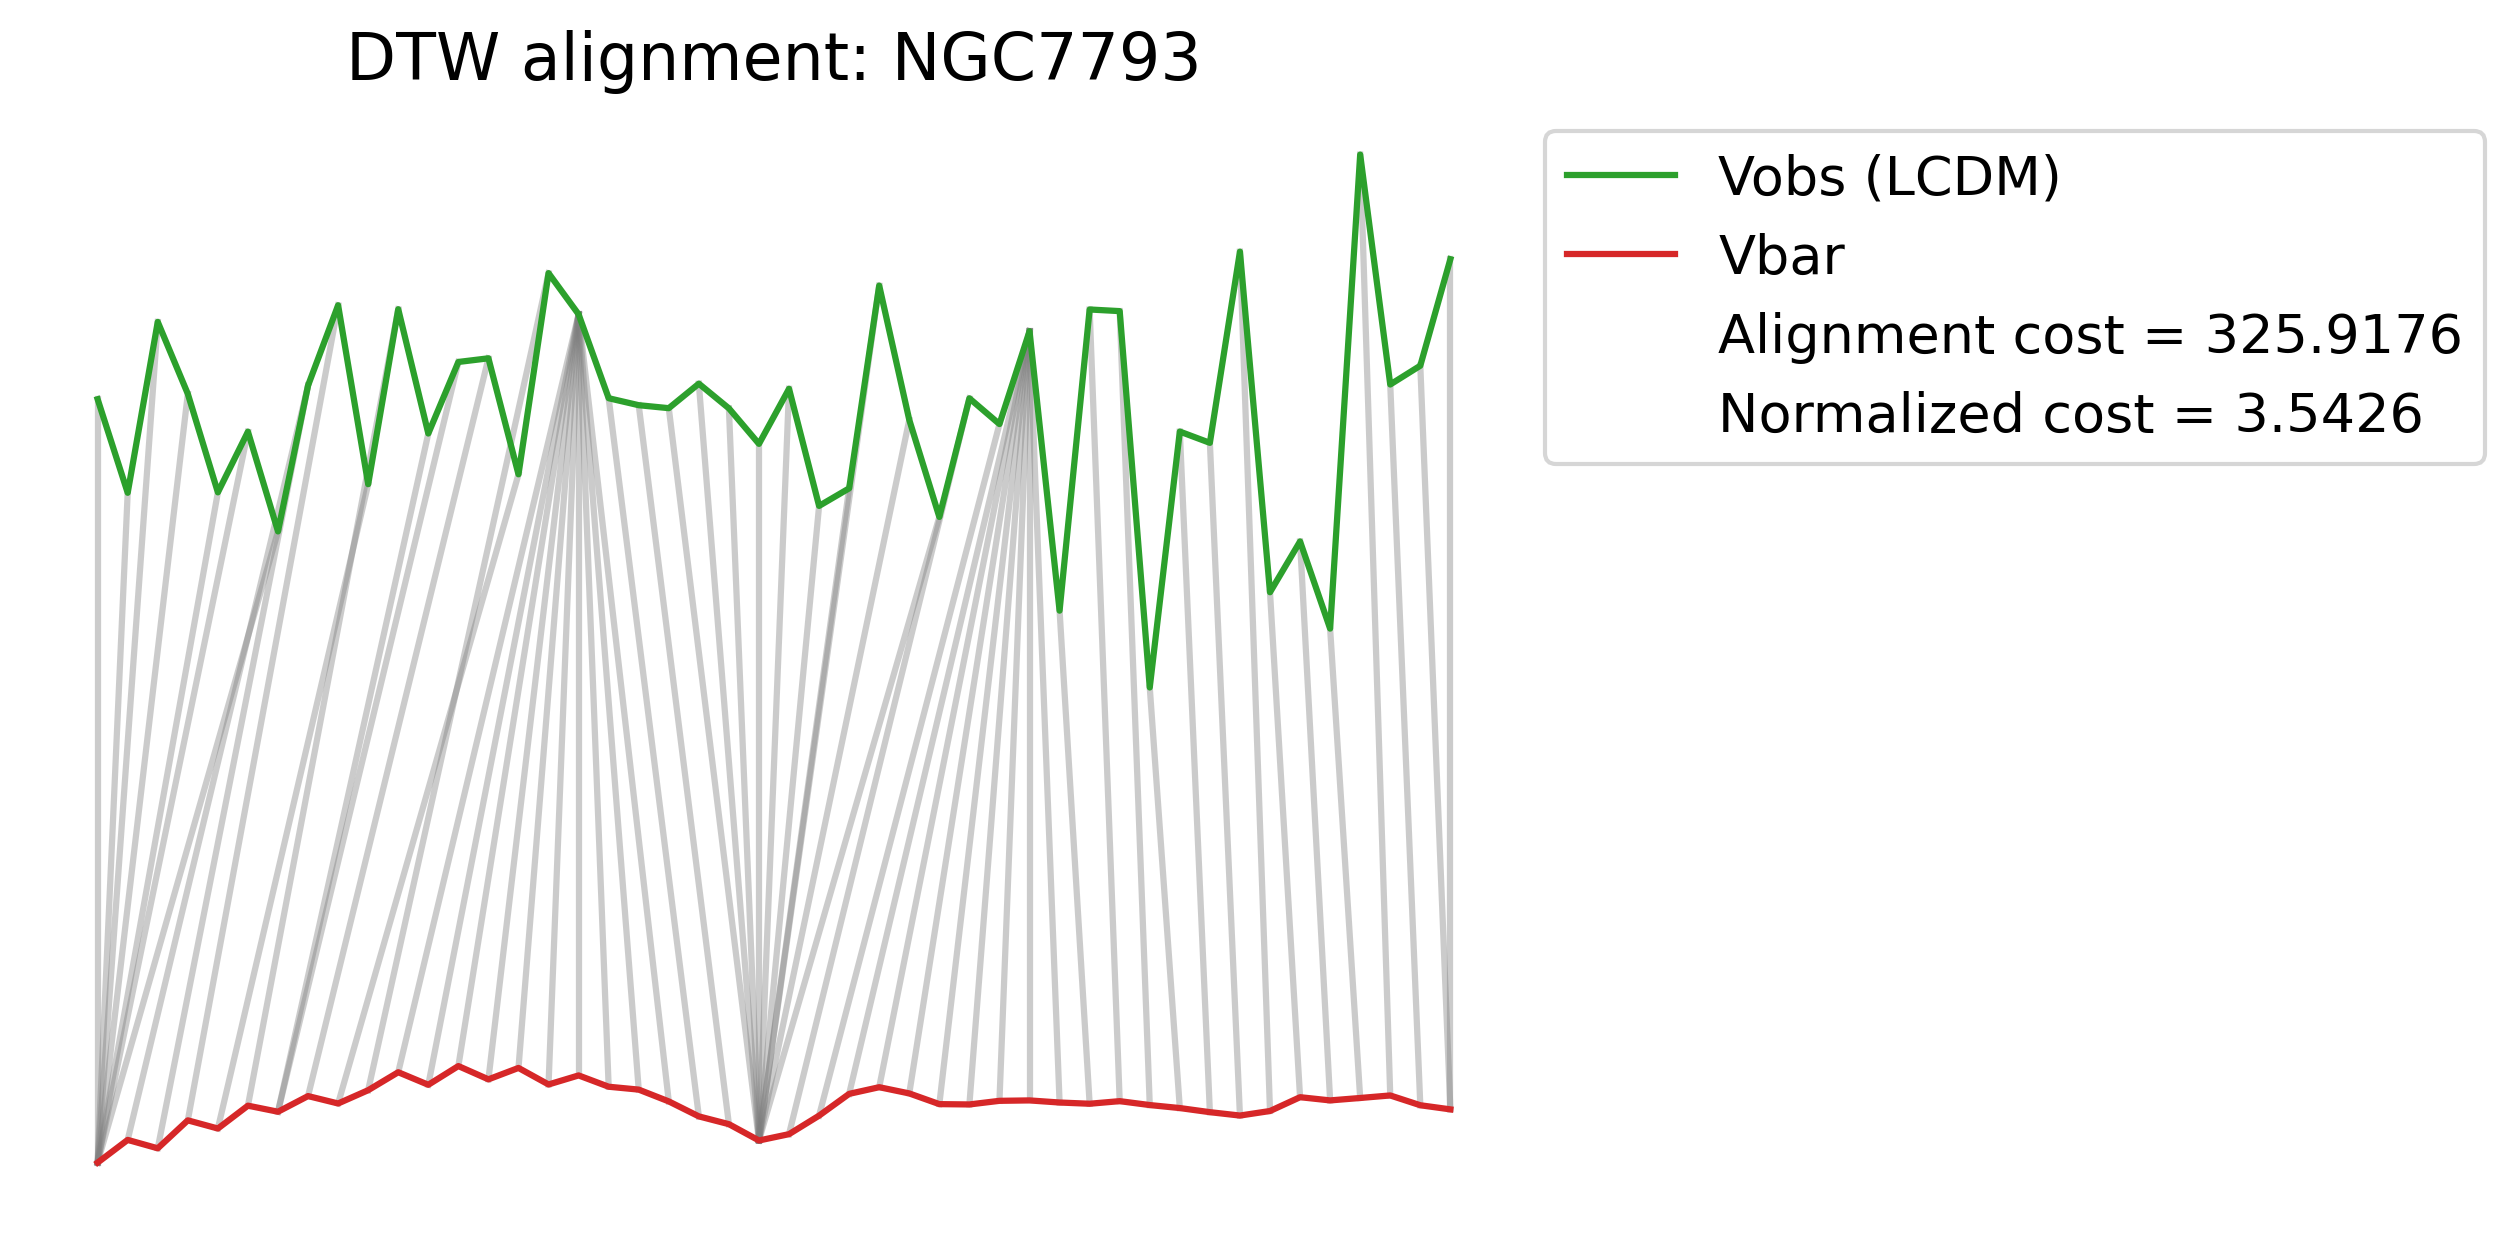 DTW alignment: NGC7793
Vobs (LCDM)
Vbar
Alignment cost = 325.9176
Normalized cost = 3.5426